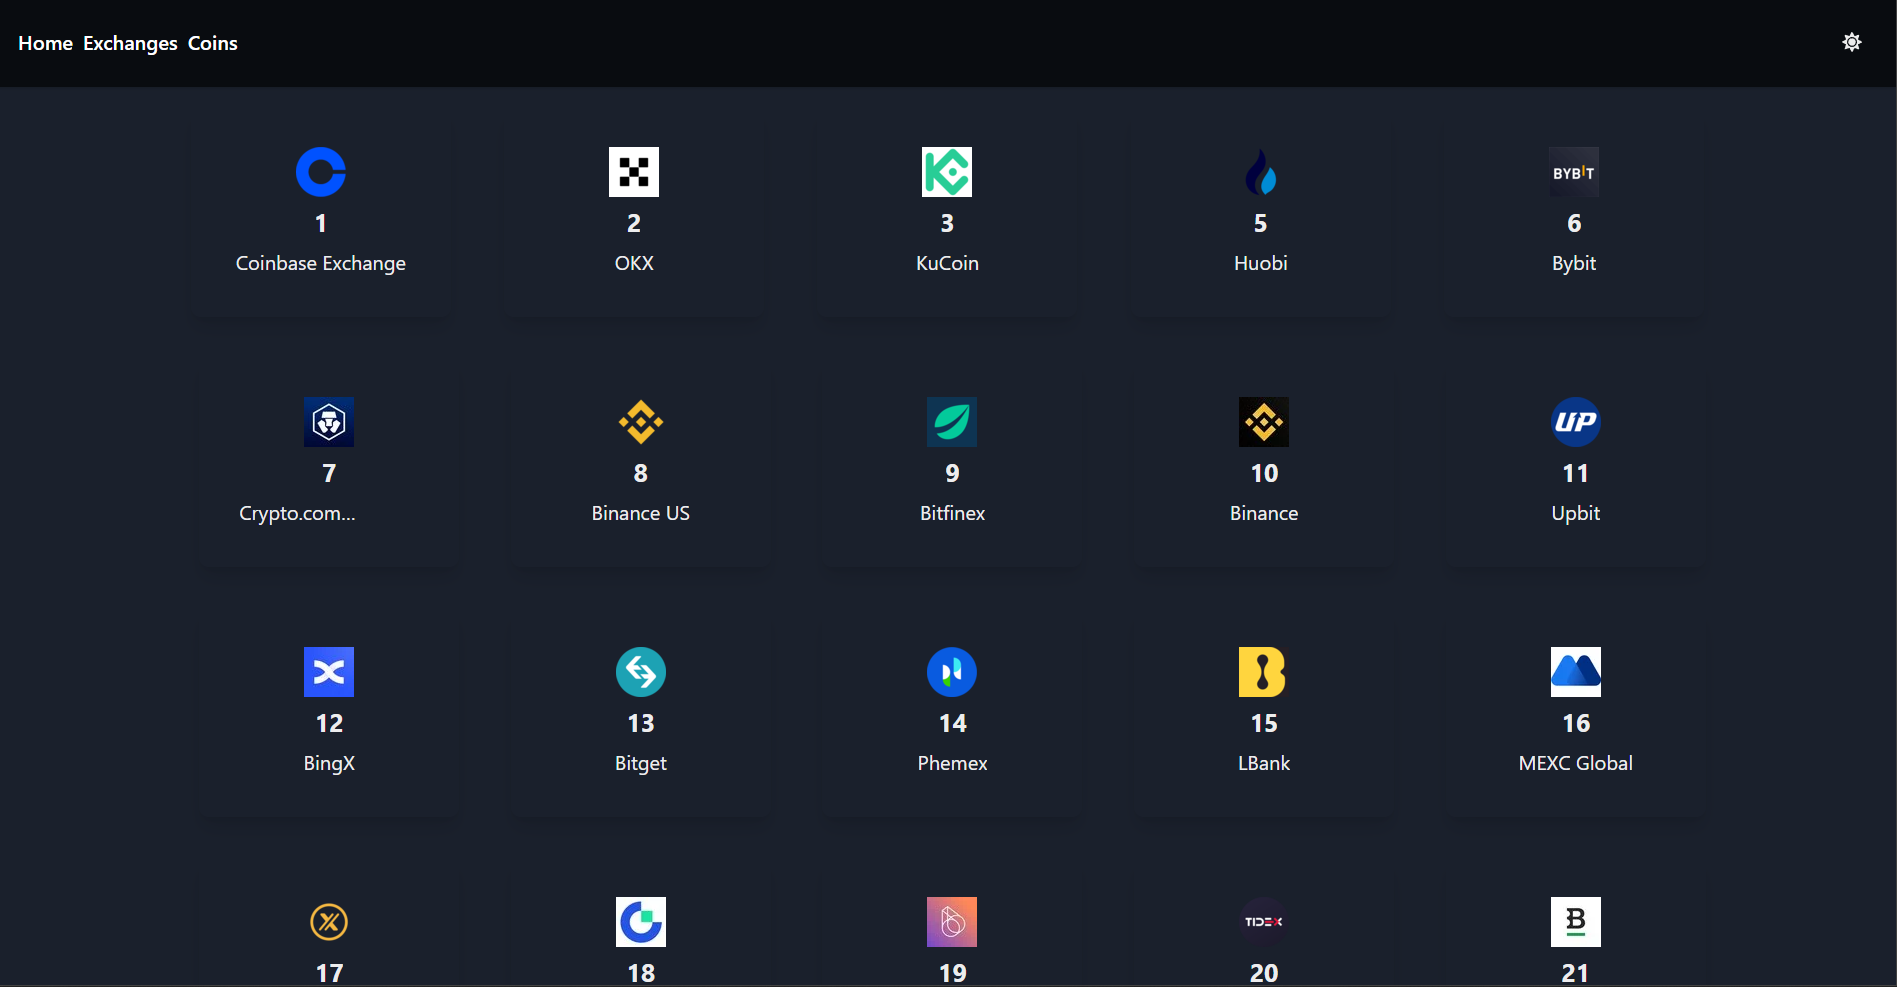 Home Exchanges Coins
1
Coinbase Exchange
2
OKX
3
KuCoin
5
Huobi
BYBIT
6
Bybit
7
Crypto.com...
8
Binance US
9
Bitfinex
10
Binance
UP
11
Upbit
12
BingX
13
Bitget
14
Phemex
15
LBank
16
MEXC Global
17
18
19
TIDEX
20
B
21